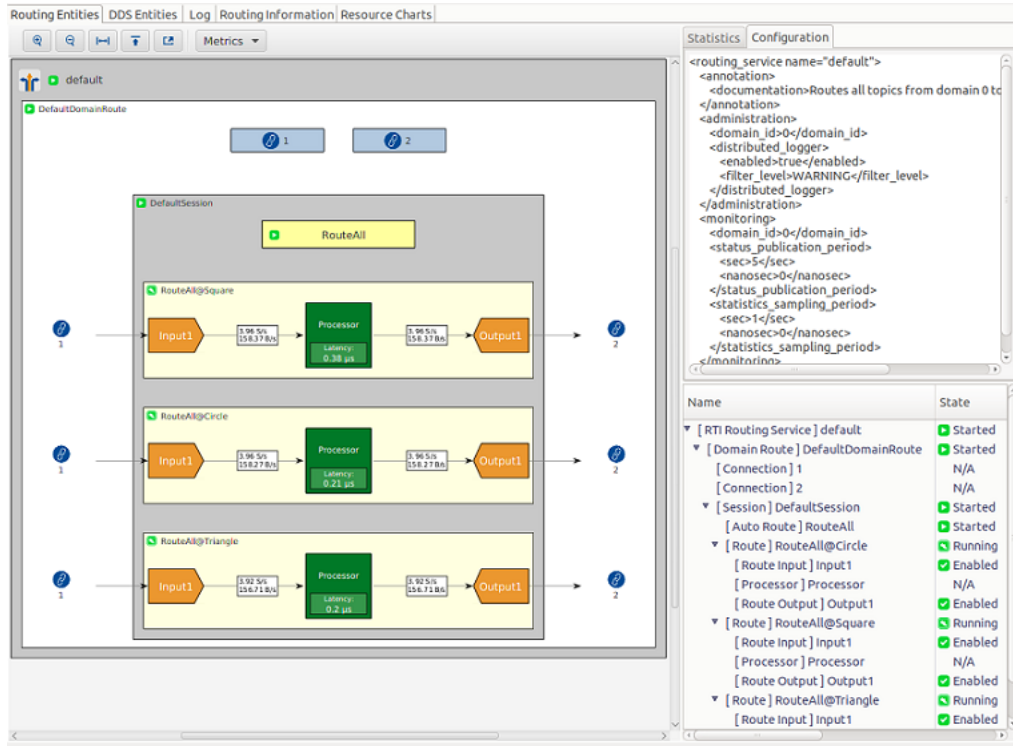 Routing Entities DDS Entities Log Routing Information Resource Charts
Metrics
default
DefaultDomainRoute
1 2
DefaultSession
RouteAll
RouteAll@Square
1
Input1
3.96 S/s
158.37 B/s
Processor
Latency:
0.38 µs
3.96 S/s
158.37 B/s
Output1
2
RouteAll@Circle
1
Input1
3.96 S/s
158.27 B/s
Processor
Latency:
0.21 µs
3.96 S/s
158.27 B/s
Output1
2
RouteAll@Triangle
1
Input1
3.92 S/s
156.71 B/s
Processor
Latency:
0.2 µs
3.92 S/s
156.71 B/s
Output1
2
Statistics Configuration
<routing_service name="default">
<annotation>
<documentation>Routes all topics from domain 0 to
</annotation>
<administration>
<domain_id>0</domain_id>
<distributed_logger>
<enabled>true</enabled>
<filter_level>WARNING</filter_level>
</distributed_logger>
</administration>
<monitoring>
<domain_id>0</domain_id>
<status_publication_period>
<sec>5</sec>
<nanosec>0</nanosec>
</status_publication_period>
<statistics_sampling_period>
<sec>1</sec>
<nanosec>0</nanosec>
</statistics_sampling_period>
</monitoring>
Name State
[ RTI Routing Service ] default Started
[ Domain Route ] DefaultDomainRoute Started
[ Connection ] 1 N/A
[ Connection ] 2 N/A
[ Session ] DefaultSession Started
[ Auto Route ] RouteAll Started
[ Route ] RouteAll@Circle Running
[ Route Input ] Input1 Enabled
[ Processor ] Processor N/A
[ Route Output ] Output1 Enabled
[ Route ] RouteAll@Square Running
[ Route Input ] Input1 Enabled
[ Processor ] Processor N/A
[ Route Output ] Output1 Enabled
[ Route ] RouteAll@Triangle Running
[ Route Input ] Input1 Enabled